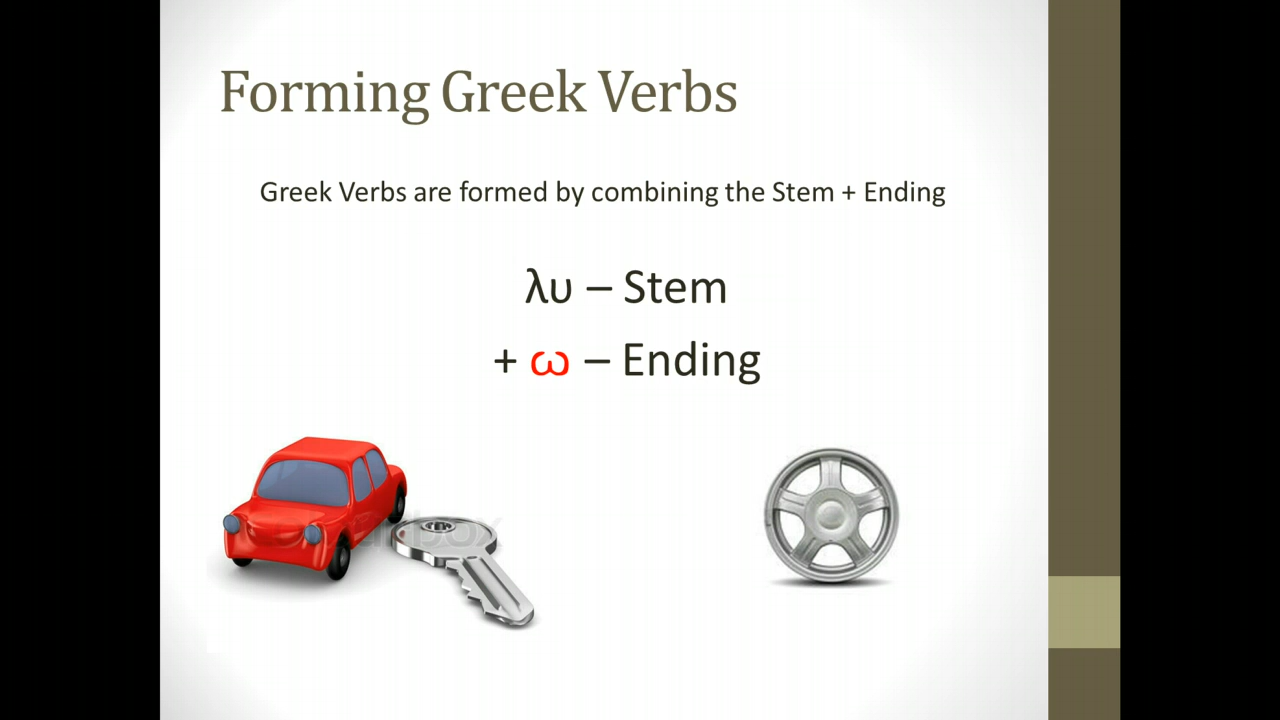 Forming Greek Verbs
Greek Verbs are formed by combining the Stem + Ending
λυ – Stem
+ ω – Ending